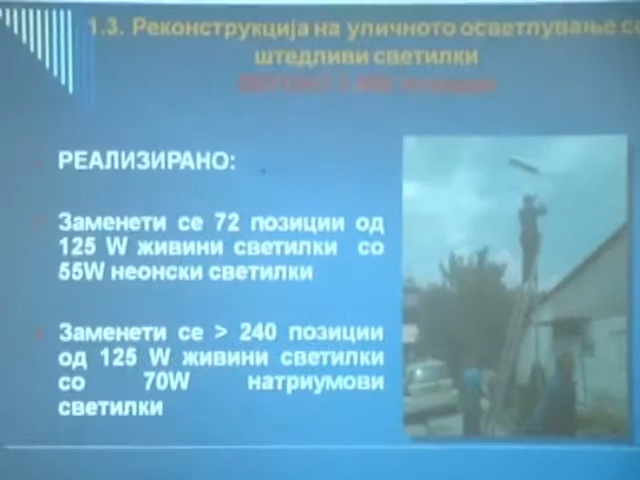 1.3. Реконструкција на уличното осветлување со
штедливи светилки
РЕАЛИЗИРАНО:
Заменети се 72 позиции од
125 W живини светилки со
55W неонски светилки
Заменети се > 240 позиции
од 125 W живини светилки
со 70W натриумови
светилки